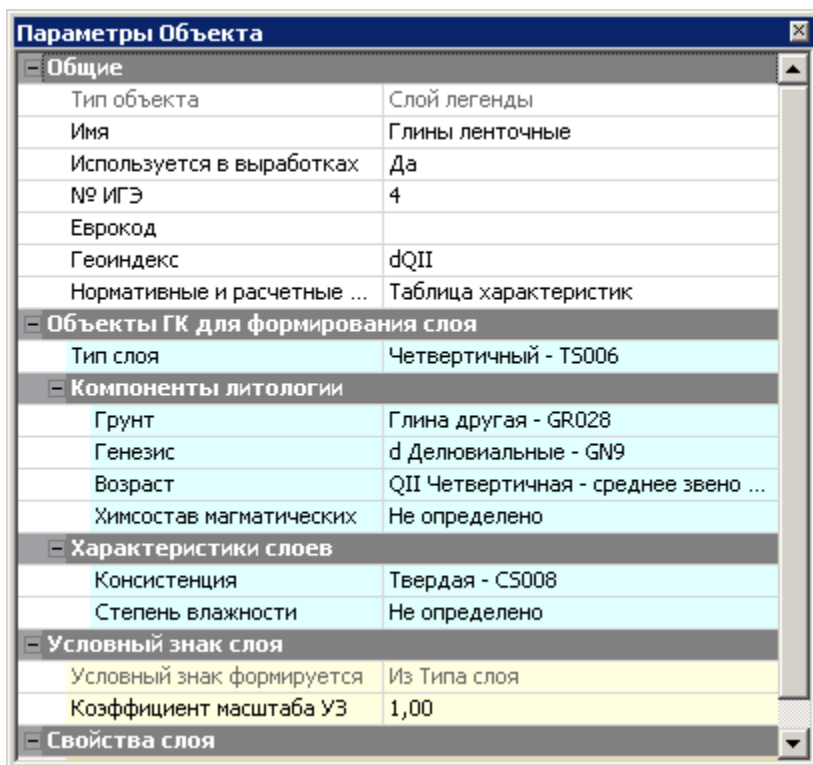 Параметры Объекта
Общие
Тип объекта Слой легенды
Имя Глины ленточные
Используется в выработках Да
№ ИГЭ 4
Еврокод
Геоиндекс dQII
Нормативные и расчетные ... Таблица характеристик
Объекты ГК для формирования слоя
Тип слоя Четвертичный - TS006
Компоненты литологии
Грунт Глина другая - GR028
Генезис d Делювиальные - GN9
Возраст QII Четвертичная - среднее звено ...
Химсостав магматических Не определено
Характеристики слоев
Консистенция Твердая - CS008
Степень влажности Не определено
Условный знак слоя
Условный знак формируется Из Типа слоя
Коэффициент масштаба УЗ 1,00
Свойства слоя